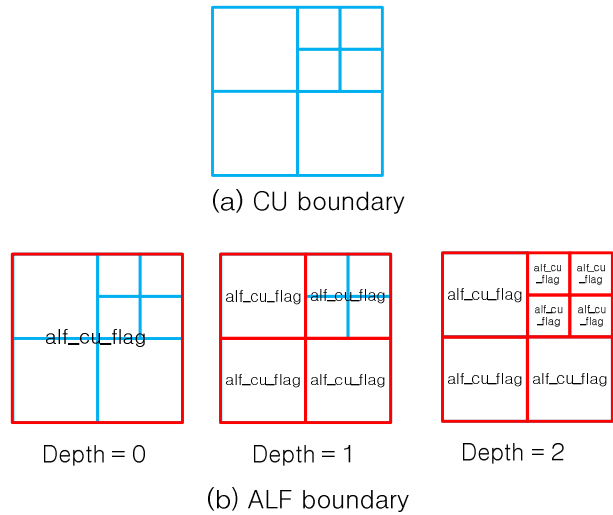 (a) CU boundary
alf_cu_flag
alf_cu_flag
alf_cu_flag
alf_cu_flag
alf_cu_flag
alf_cu_flag
alf_cu
_flag
alf_cu
_flag
alf_cu
_flag
alf_cu
_flag
alf_cu_flag
alf_cu_flag
Depth = 0
Depth = 1
Depth = 2
(b) ALF boundary